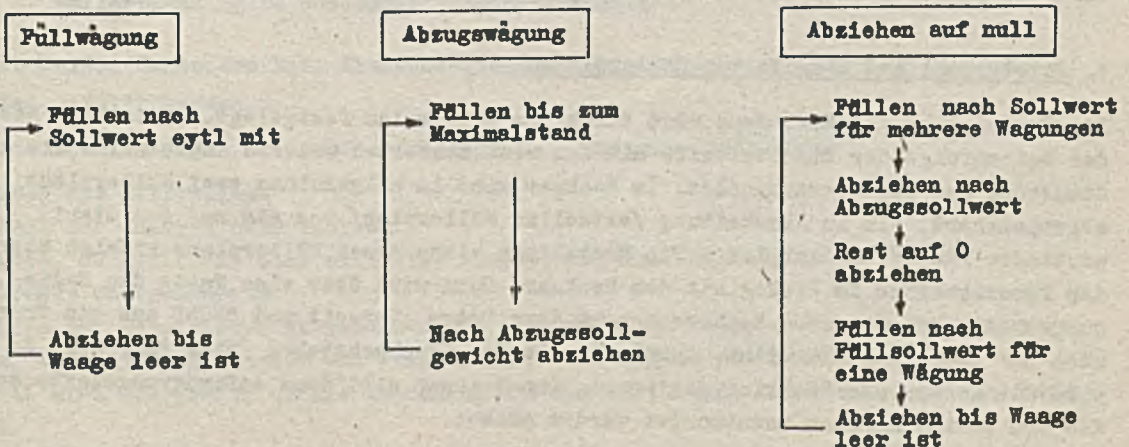 Füllwägung
Füllen nach
Sollwert eytl mit
Abziehen bis
Waage leer ist
Abzugswägung
Füllen bis zum
Maximalstand
Nach Abzugssoll-
gewicht abziehen
Abziehen auf null
Füllen nach Sollwert
für mehrere Wagungen
Abziehen nach
Abzugssollwert
Rest auf 0
abziehen
Füllen nach
Füllsollwert für
eine Wägung
Abziehen bis Waage
leer ist